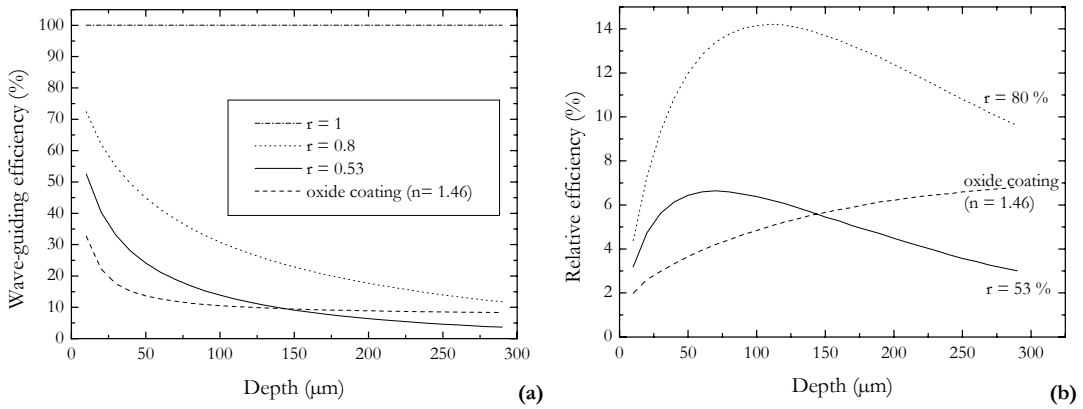 100
90
80
70
60
50
40
30
20
10
0
Wave-guiding efficiency (%)
r = 1
r = 0.8
r = 0.53
oxide coating (n= 1.46)
0 50 100 150 200 250 300
Depth (µm)
(a)
14
12
10
8
6
4
2
0
Relative efficiency (%)
r = 80 %
oxide coating
(n = 1.46)
r = 53 %
0 50 100 150 200 250 300
Depth (µm)
(b)